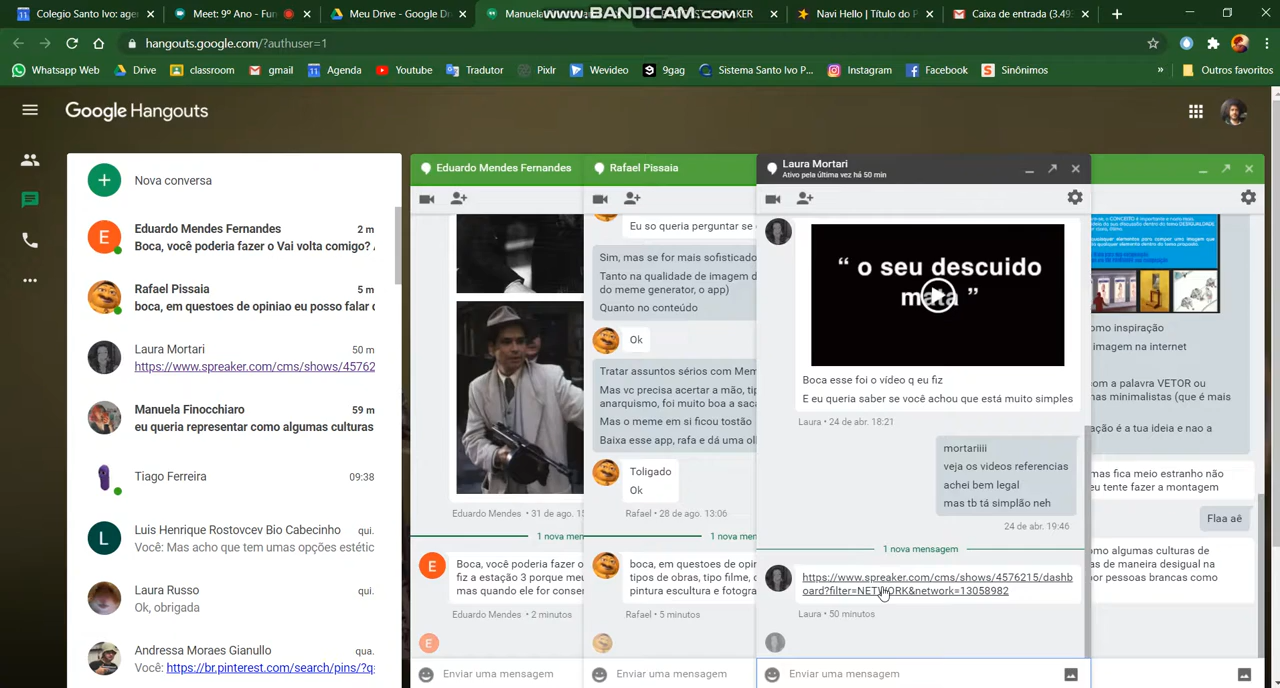 Colegio Santo Ivo: agen
Meet: 9º Ano - Fun
Meu Drive - Google Dr
Manuela
www.BANDICAM.com
KER
Navi Hello | Título do P
Caixa de entrada (3.493
hangouts.google.com/?authuser=1
Whatsapp Web
Drive
classroom
gmail
Agenda
Youtube
Tradutor
Pixlr
Wevideo
9gag
Sistema Santo Ivo P...
Instagram
Facebook
Sinônimos
»
Outros favoritos
Google Hangouts
Nova conversa
Eduardo Mendes Fernandes 2 m
Boca, você poderia fazer o Vai volta comigo? A
Rafael Pissaia 5 m
boca, em questoes de opiniao eu posso falar d
Laura Mortari 50 m
https://www.spreaker.com/cms/shows/45762
Manuela Finocchiaro 59 m
eu queria representar como algumas culturas
Tiago Ferreira 09:38
Luis Henrique Rostovcev Bio Cabecinho qui.
Você: Mas acho que tem umas opções estétic
Laura Russo qui.
Ok, obrigada
Andressa Moraes Gianullo qua.
Você: https://br.pinterest.com/search/pins/?q
Eduardo Mendes Fernandes
Eduardo Mendes • 31 de ago. 1
1 nova men
Boca, você poderia fazer o
fiz a estação 3 porque meu
mas quando ele for conser
Eduardo Mendes • 2 minutos
Enviar uma mensagem
Rafael Pissaia
Eu so queria perguntar se
Sim, mas se for mais sofisticado
Tanto na qualidade de imagem d
do meme generator, o app)
Quanto no conteúdo
Ok
Tratar assuntos sérios com Mem
Mas vc precisa acertar a mão, tip
anarquismo, foi muito boa a saca
Mas o meme em si ficou tostão
Baixa esse app, rafa e dá uma olh
Toligado
Ok
Rafael • 28 de ago. 13:06
1 nova men
boca, em questoes de opin
tipos de obras, tipo filme, d
pintura escultura e fotogra
Rafael • 5 minutos
Enviar uma mensagem
Laura Mortari
Ativo pela última vez há 50 min
“ o seu descuido
mata ”
Boca esse foi o vídeo q eu fiz
E eu queria saber se você achou que está muito simples
Laura • 24 de abr. 18:21
mortariiii
veja os videos referencias
achei bem legal
mas tb tá simplão neh
24 de abr. 19:46
1 nova mensagem
https://www.spreaker.com/cms/shows/4576215/dashb
oard?filter=NETWORK&network=13058982
Laura • 50 minutos
Enviar uma mensagem
omo inspiração
imagem na internet
com a palavra VETOR ou
nas minimalistas (que é mais
ação é a tua ideia e nao a
mas fica meio estranho não
eu tente fazer a montagem
Flaa aê
omo algumas culturas de
maneira desigual na
por pessoas brancas como